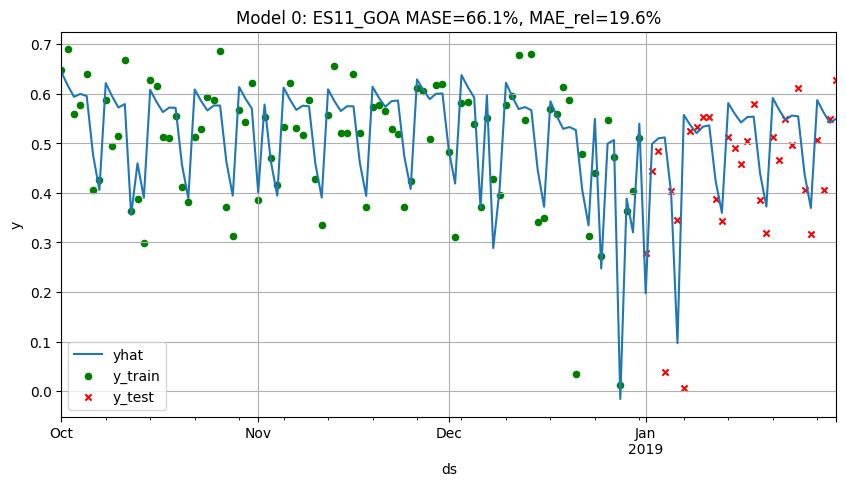 Model 0: ES11_GOA MASE=66.1%, MAE_rel=19.6%
0.7
0.6
0.5
0.4
0.3
0.2
0.1
0.0
y
yhat
y_train
y_test
Oct Nov Dec Jan
2019
ds